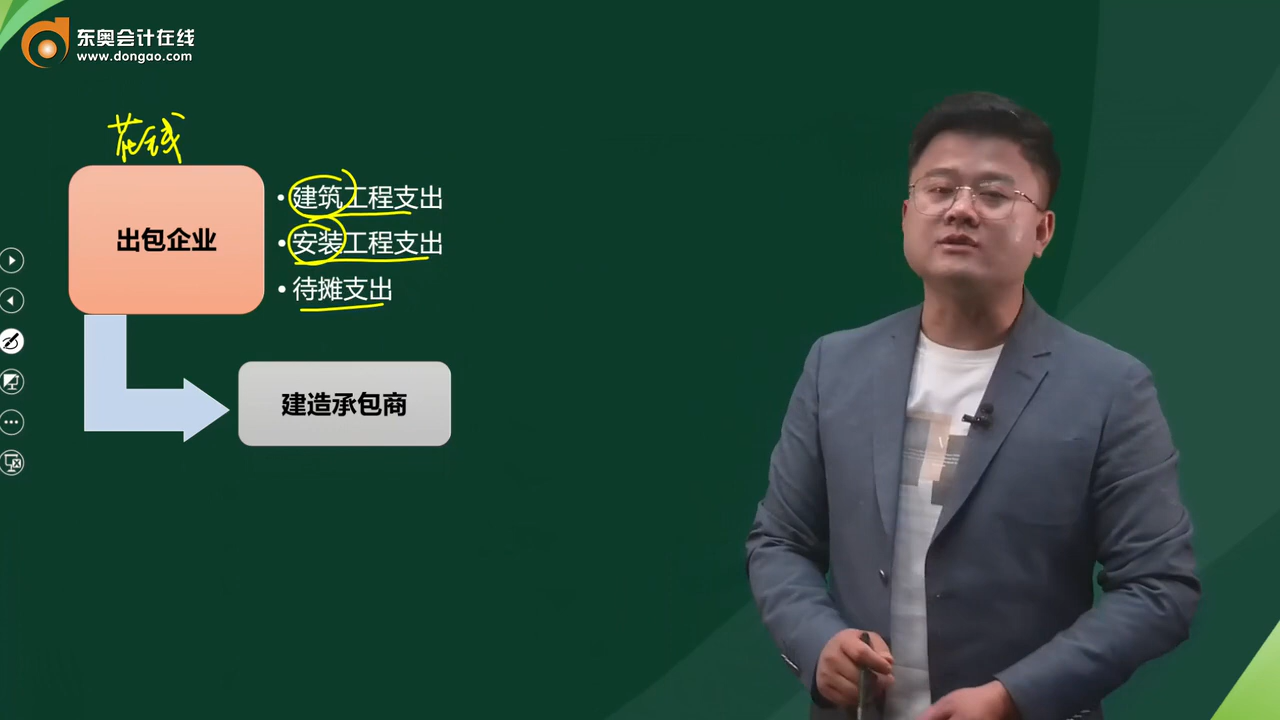 东奥会计在线
www.dongao.com
花钱
出包企业
• 建筑工程支出
• 安装工程支出
• 待摊支出
建造承包商